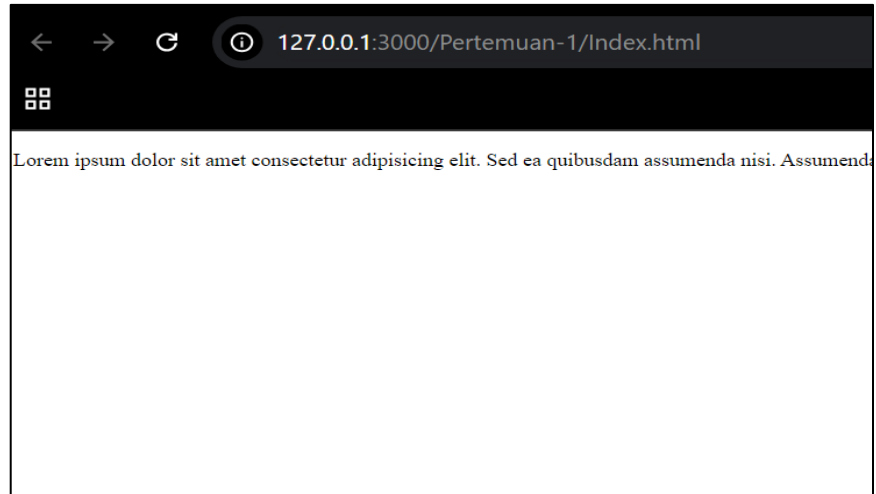 127.0.0.1:3000/Pertemuan-1/Index.html
Lorem ipsum dolor sit amet consectetur adipisicing elit. Sed ea quibusdam assumenda nisi. Assumenda